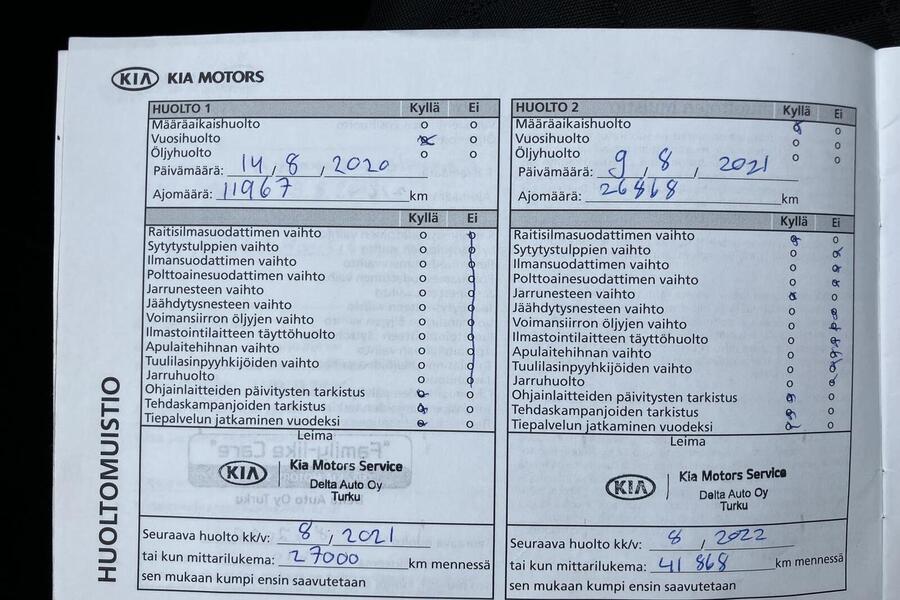 KIA KIA MOTORS
HUOLTO 1 Kyllä Ei
Määräaikaishuolto o o
Vuosihuolto x o
Öljyhuolto o o
Päivämäärä: 14, 8, 2020
Ajomäärä: 11967 km
Kyllä Ei
Raitisilmasuodattimen vaihto
Sytytystulppien vaihto
Ilmansuodattimen vaihto
Polttoainesuodattimen vaihto
Jarrunesteen vaihto
Jäähdytysnesteen vaihto
Voimansiirron öljyjen vaihto
Ilmastointilaitteen täyttöhuolto
Apulaitehihnan vaihto
Tuulilasinpyyhkijöiden vaihto
Jarruhuolto
Ohjainlaitteiden päivitysten tarkistus
Tehdaskampanjoiden tarkistus
Tiepalvelun jatkaminen vuodeksi
Leima
KIA Kia Motors Service
Delta Auto Oy
Turku
Seuraava huolto kk/v: 8, 2021
tai kun mittarilukema: 27000 km mennessä
sen mukaan kumpi ensin saavutetaan
HUOLTO 2 Kyllä Ei
Määräaikaishuolto x o
Vuosihuolto o o
Öljyhuolto o o
Päivämäärä: 9, 8, 2021
Ajomäärä: 26868 km
Kyllä Ei
Raitisilmasuodattimen vaihto
Sytytystulppien vaihto
Ilmansuodattimen vaihto
Polttoainesuodattimen vaihto
Jarrunesteen vaihto
Jäähdytysnesteen vaihto
Voimansiirron öljyjen vaihto
Ilmastointilaitteen täyttöhuolto
Apulaitehihnan vaihto
Tuulilasinpyyhkijöiden vaihto
Jarruhuolto
Ohjainlaitteiden päivitysten tarkistus
Tehdaskampanjoiden tarkistus
Tiepalvelun jatkaminen vuodeksi
Leima
KIA Kia Motors Service
Delta Auto Oy
Turku
Seuraava huolto kk/v: 8, 2022
tai kun mittarilukema: 41868 km mennessä
sen mukaan kumpi ensin saavutetaan
HUOLTOMUISTIO